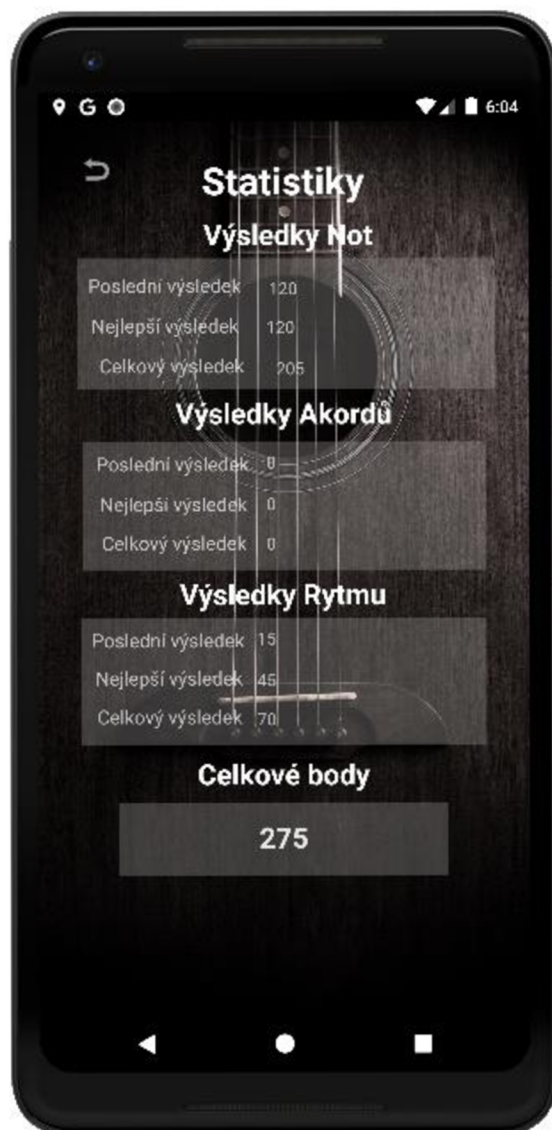 G 6:04
Statistiky
Výsledky Not
Poslední výsledek 120
Nejlepší výsledek 120
Celkový výsledek 205
Výsledky Akordů
Poslední výsledek 0
Nejlepší výsledek 0
Celkový výsledek 0
Výsledky Rytmu
Poslední výsledek 15
Nejlepší výsledek 45
Celkový výsledek 70
Celkové body
275